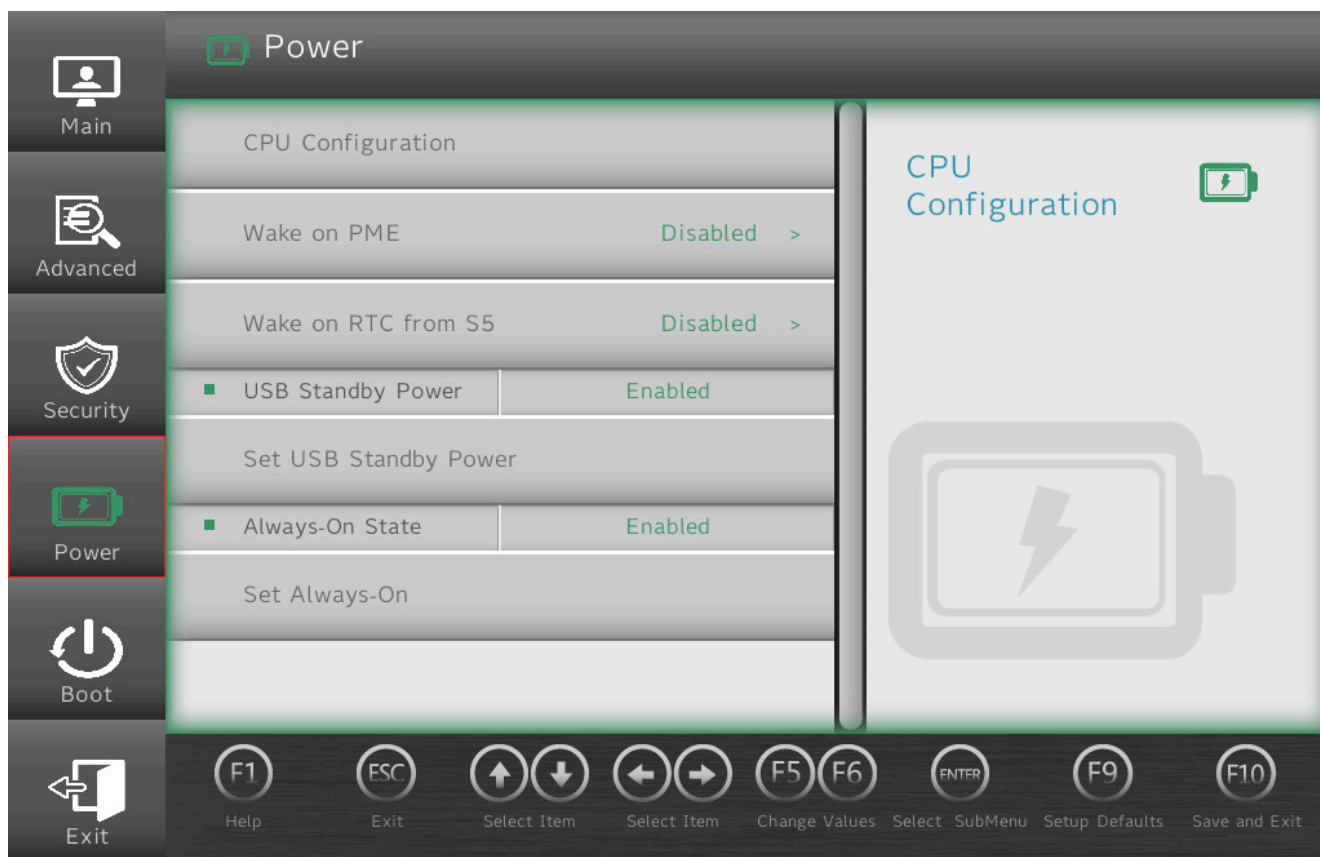 Power
Main
Advanced
Security
Power
Boot
Exit
CPU Configuration
Wake on PME Disabled >
Wake on RTC from S5 Disabled >
USB Standby Power Enabled
Set USB Standby Power
Always-On State Enabled
Set Always-On
CPU
Configuration
F1 ESC F5 F6 ENTER F9 F10
Help Exit Select Item Select Item Change Values Select SubMenu Setup Defaults Save and Exit